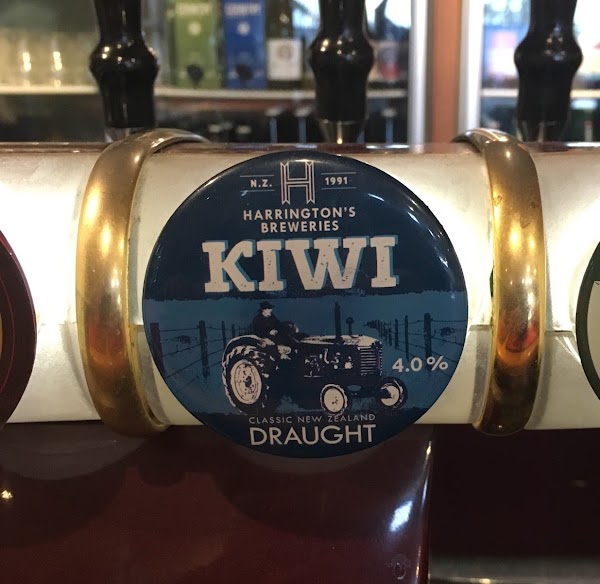 N.Z. H 1991
HARRINGTON'S
BREWERIES
KIWI
4.0%
CLASSIC NEW ZEALAND
DRAUGHT